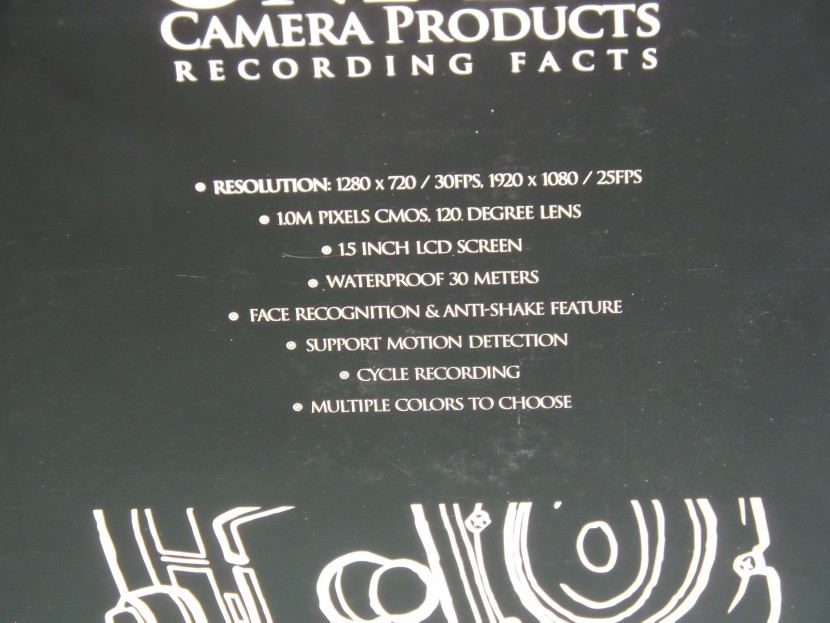 CAMERA PRODUCTS
RECORDING FACTS
RESOLUTION: 1280 x 720 / 30FPS, 1920 x 1080 / 25FPS
1.0M PIXELS CMOS, 120 DEGREE LENS
1.5 INCH LCD SCREEN
WATERPROOF 30 METERS
FACE RECOGNITION & ANTI-SHAKE FEATURE
SUPPORT MOTION DETECTION
CYCLE RECORDING
MULTIPLE COLORS TO CHOOSE